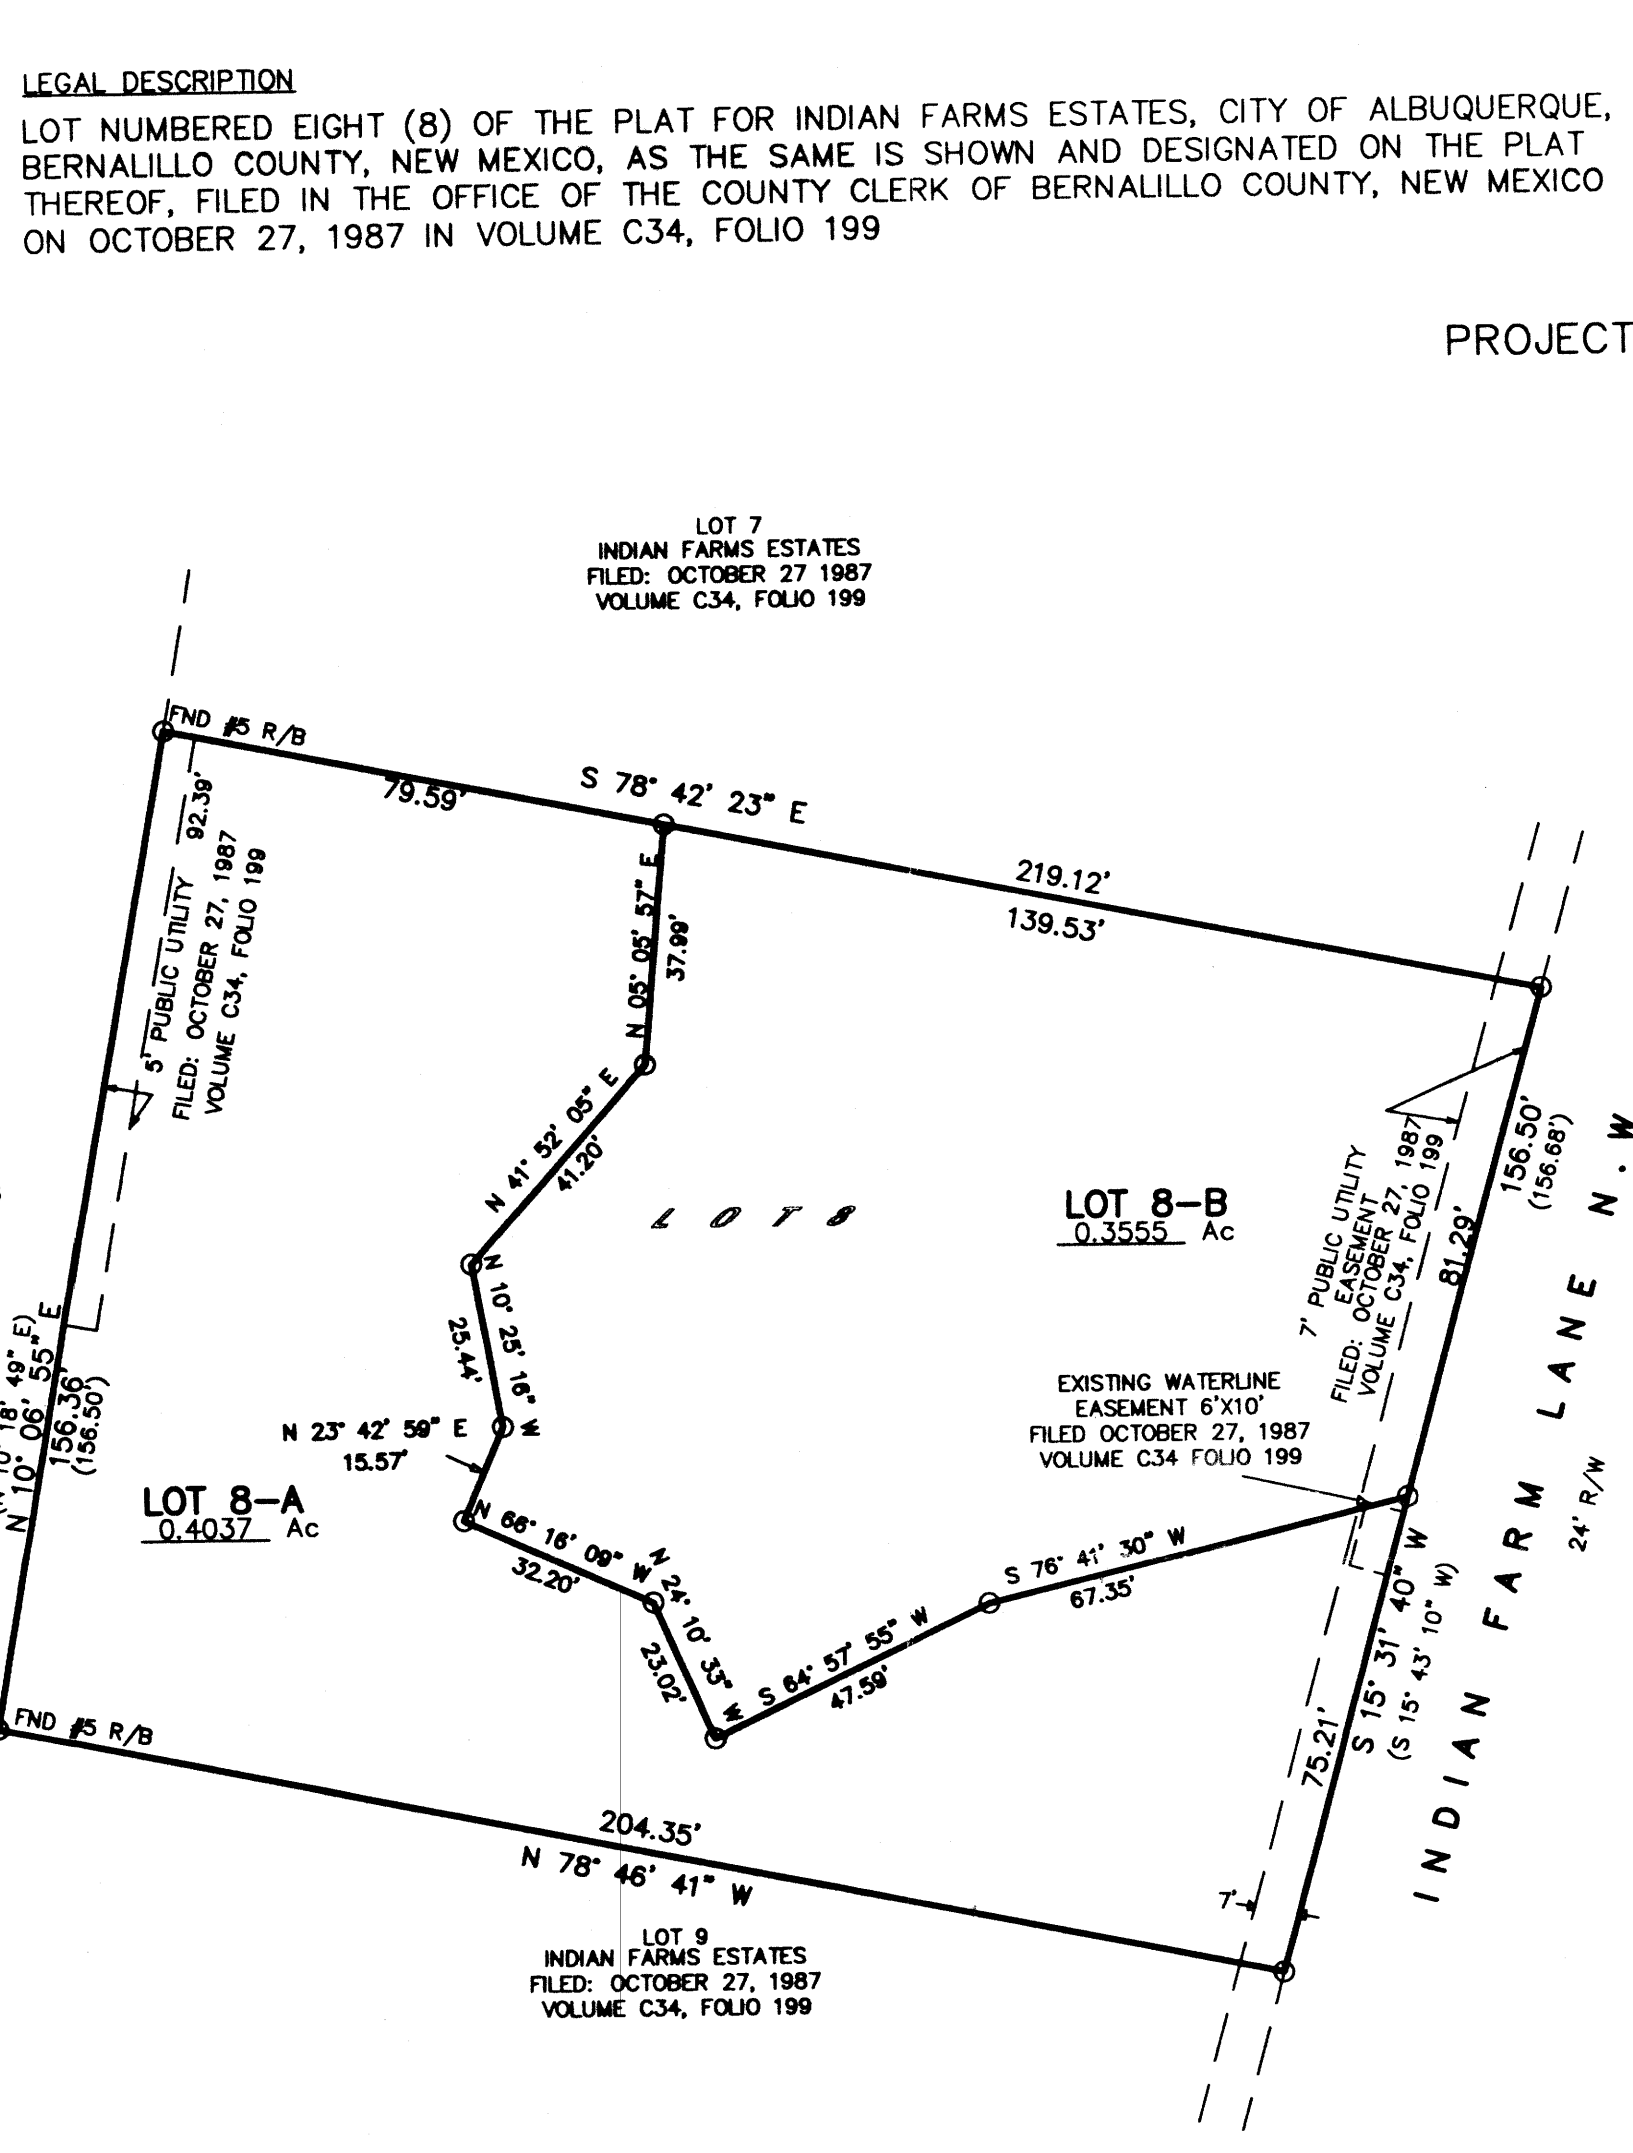 LEGAL DESCRIPTION
LOT NUMBERED EIGHT (8) OF THE PLAT FOR INDIAN FARMS ESTATES, CITY OF ALBUQUERQUE,
BERNALILLO COUNTY, NEW MEXICO, AS THE SAME IS SHOWN AND DESIGNATED ON THE PLAT
THEREOF, FILED IN THE OFFICE OF THE COUNTY CLERK OF BERNALILLO COUNTY, NEW MEXICO
ON OCTOBER 27, 1987 IN VOLUME C34, FOLIO 199
PROJECT
LOT 7
INDIAN FARMS ESTATES
FILED: OCTOBER 27 1987
VOLUME C34, FOLIO 199
FND #5 R/B
S 78° 42' 23" E
79.59'
219.12'
139.53'
92.39'
5' PUBLIC UTILITY
FILED: OCTOBER 27, 1987
VOLUME C34, FOLIO 199
N 05° 05' 57" E
37.99'
N 41° 52' 05" E
41.20'
LOT 8
LOT 8-B
0.3555 Ac
7' PUBLIC UTILITY
EASEMENT
FILED: OCTOBER 27, 1987
VOLUME C34, FOLIO 199
156.50'
(156.68')
81.29'
INDIAN FARM LANE N.W
24' R/W
N 10° 25' 16" W
25.44'
18' 49" E)
N 10° 06' 55" E
156.36'
(156.50')
EXISTING WATERLINE
EASEMENT 6'X10'
FILED OCTOBER 27, 1987
VOLUME C34 FOLIO 199
N 23° 42' 59" E
15.57'
LOT 8-A
0.4037 Ac
N 66° 16' 09" W
32.20'
N 24° 10' 33" W
23.02'
S 64° 57' 55" W
47.59'
S 76° 41' 30" W
67.35'
S 15° 31' 40" W
(S 15° 43' 10" W)
75.21'
FND #5 R/B
204.35'
N 78° 46' 41" W
7'
LOT 9
INDIAN FARMS ESTATES
FILED: OCTOBER 27, 1987
VOLUME C34, FOLIO 199